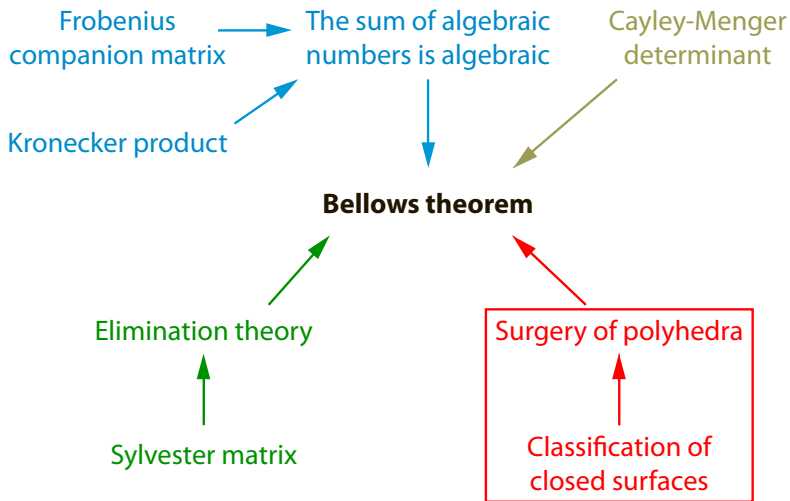 Frobenius
companion matrix
The sum of algebraic
numbers is algebraic
Cayley-Menger
determinant
Kronecker product
Bellows theorem
Elimination theory
Surgery of polyhedra
Sylvester matrix
Classification of
closed surfaces